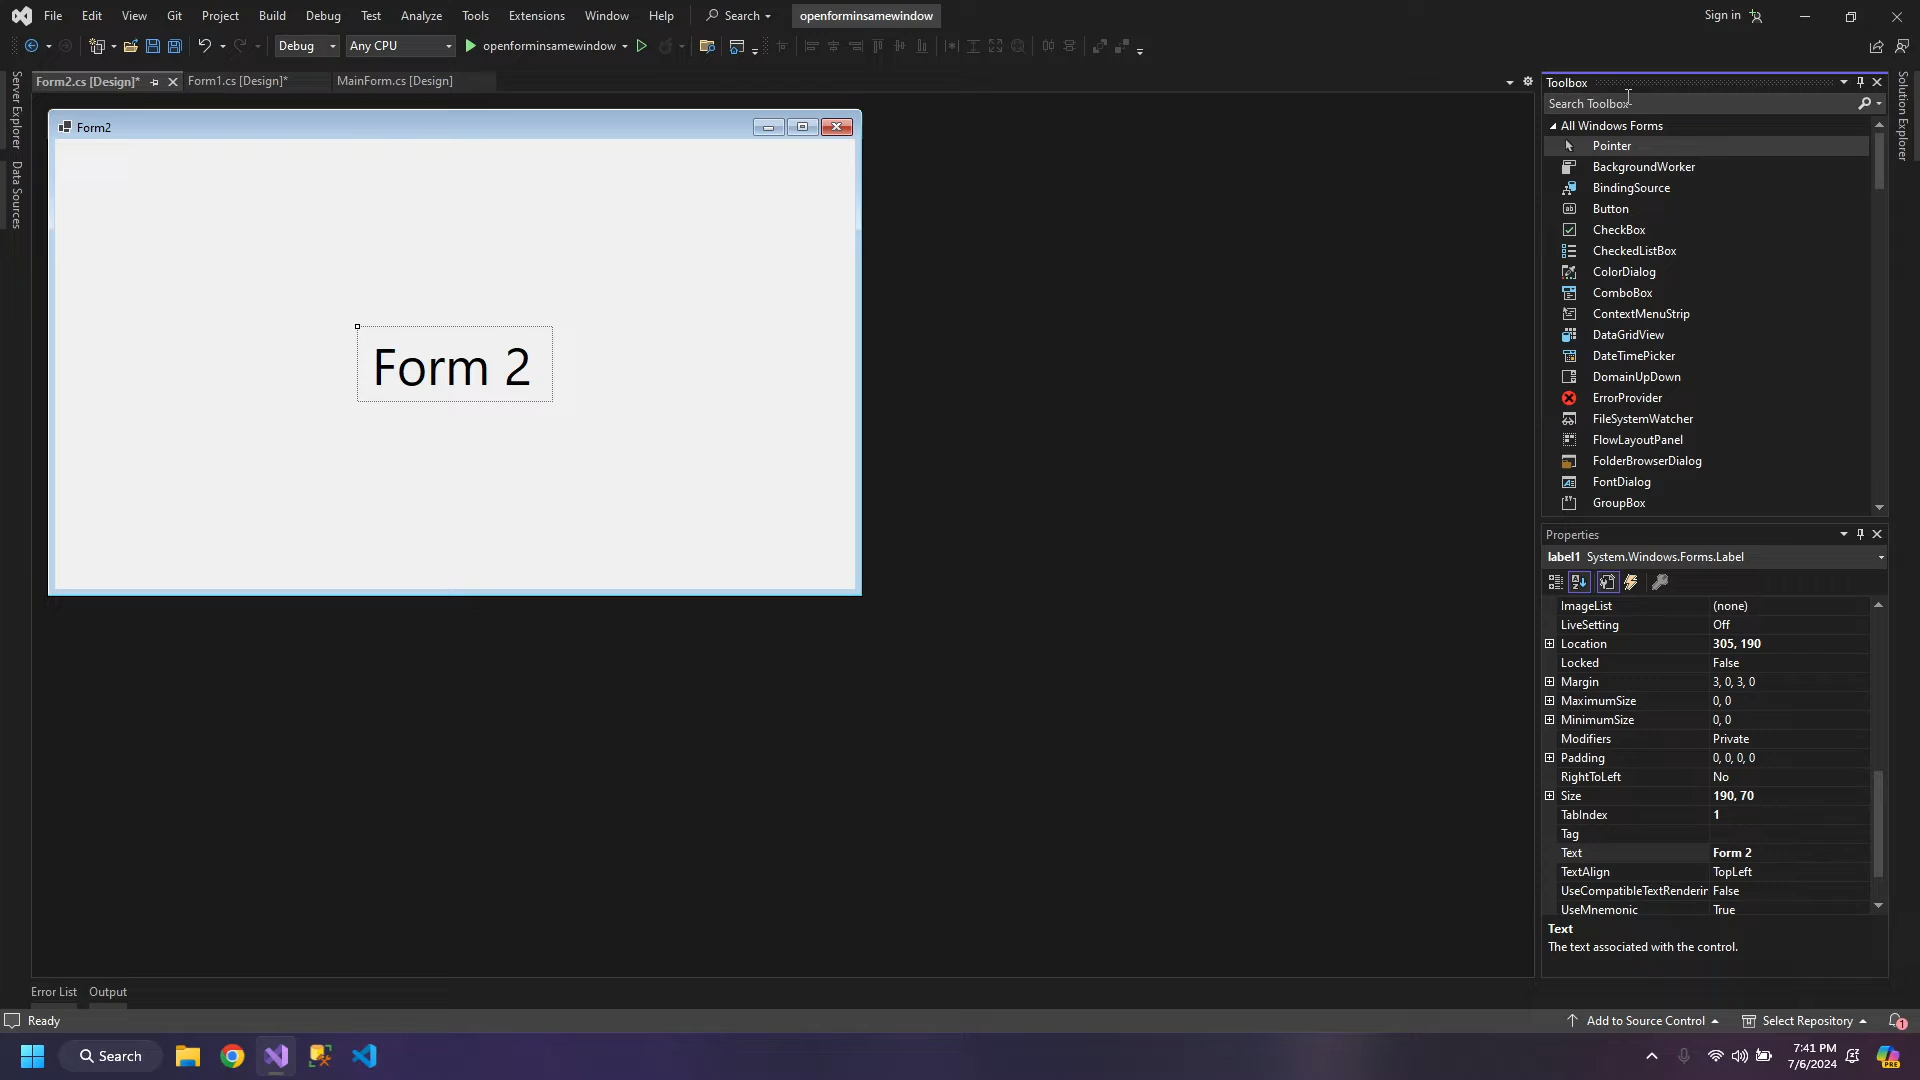 File Edit View Git Project Build Debug Test Analyze Tools Extensions Window Help Search openforminsamewindow Sign in
Debug Any CPU openforminsamewindow
Form2.cs [Design]* Form1.cs [Design]* MainForm.cs [Design]
Server Explorer
Data Sources
Form2
Form 2
Toolbox
Search Toolbox
All Windows Forms
Pointer
BackgroundWorker
BindingSource
Button
CheckBox
CheckedListBox
ColorDialog
ComboBox
ContextMenuStrip
DataGridView
DateTimePicker
DomainUpDown
ErrorProvider
FileSystemWatcher
FlowLayoutPanel
FolderBrowserDialog
FontDialog
GroupBox
Solution Explorer
Properties
label1 System.Windows.Forms.Label
ImageList (none)
LiveSetting Off
Location 305, 190
Locked False
Margin 3, 0, 3, 0
MaximumSize 0, 0
MinimumSize 0, 0
Modifiers Private
Padding 0, 0, 0, 0
RightToLeft No
Size 190, 70
TabIndex 1
Tag
Text Form 2
TextAlign TopLeft
UseCompatibleTextRenderin False
UseMnemonic True
Text
The text associated with the control.
Error List Output
Ready Add to Source Control Select Repository 1
Search 7:41 PM
7/6/2024
PRE